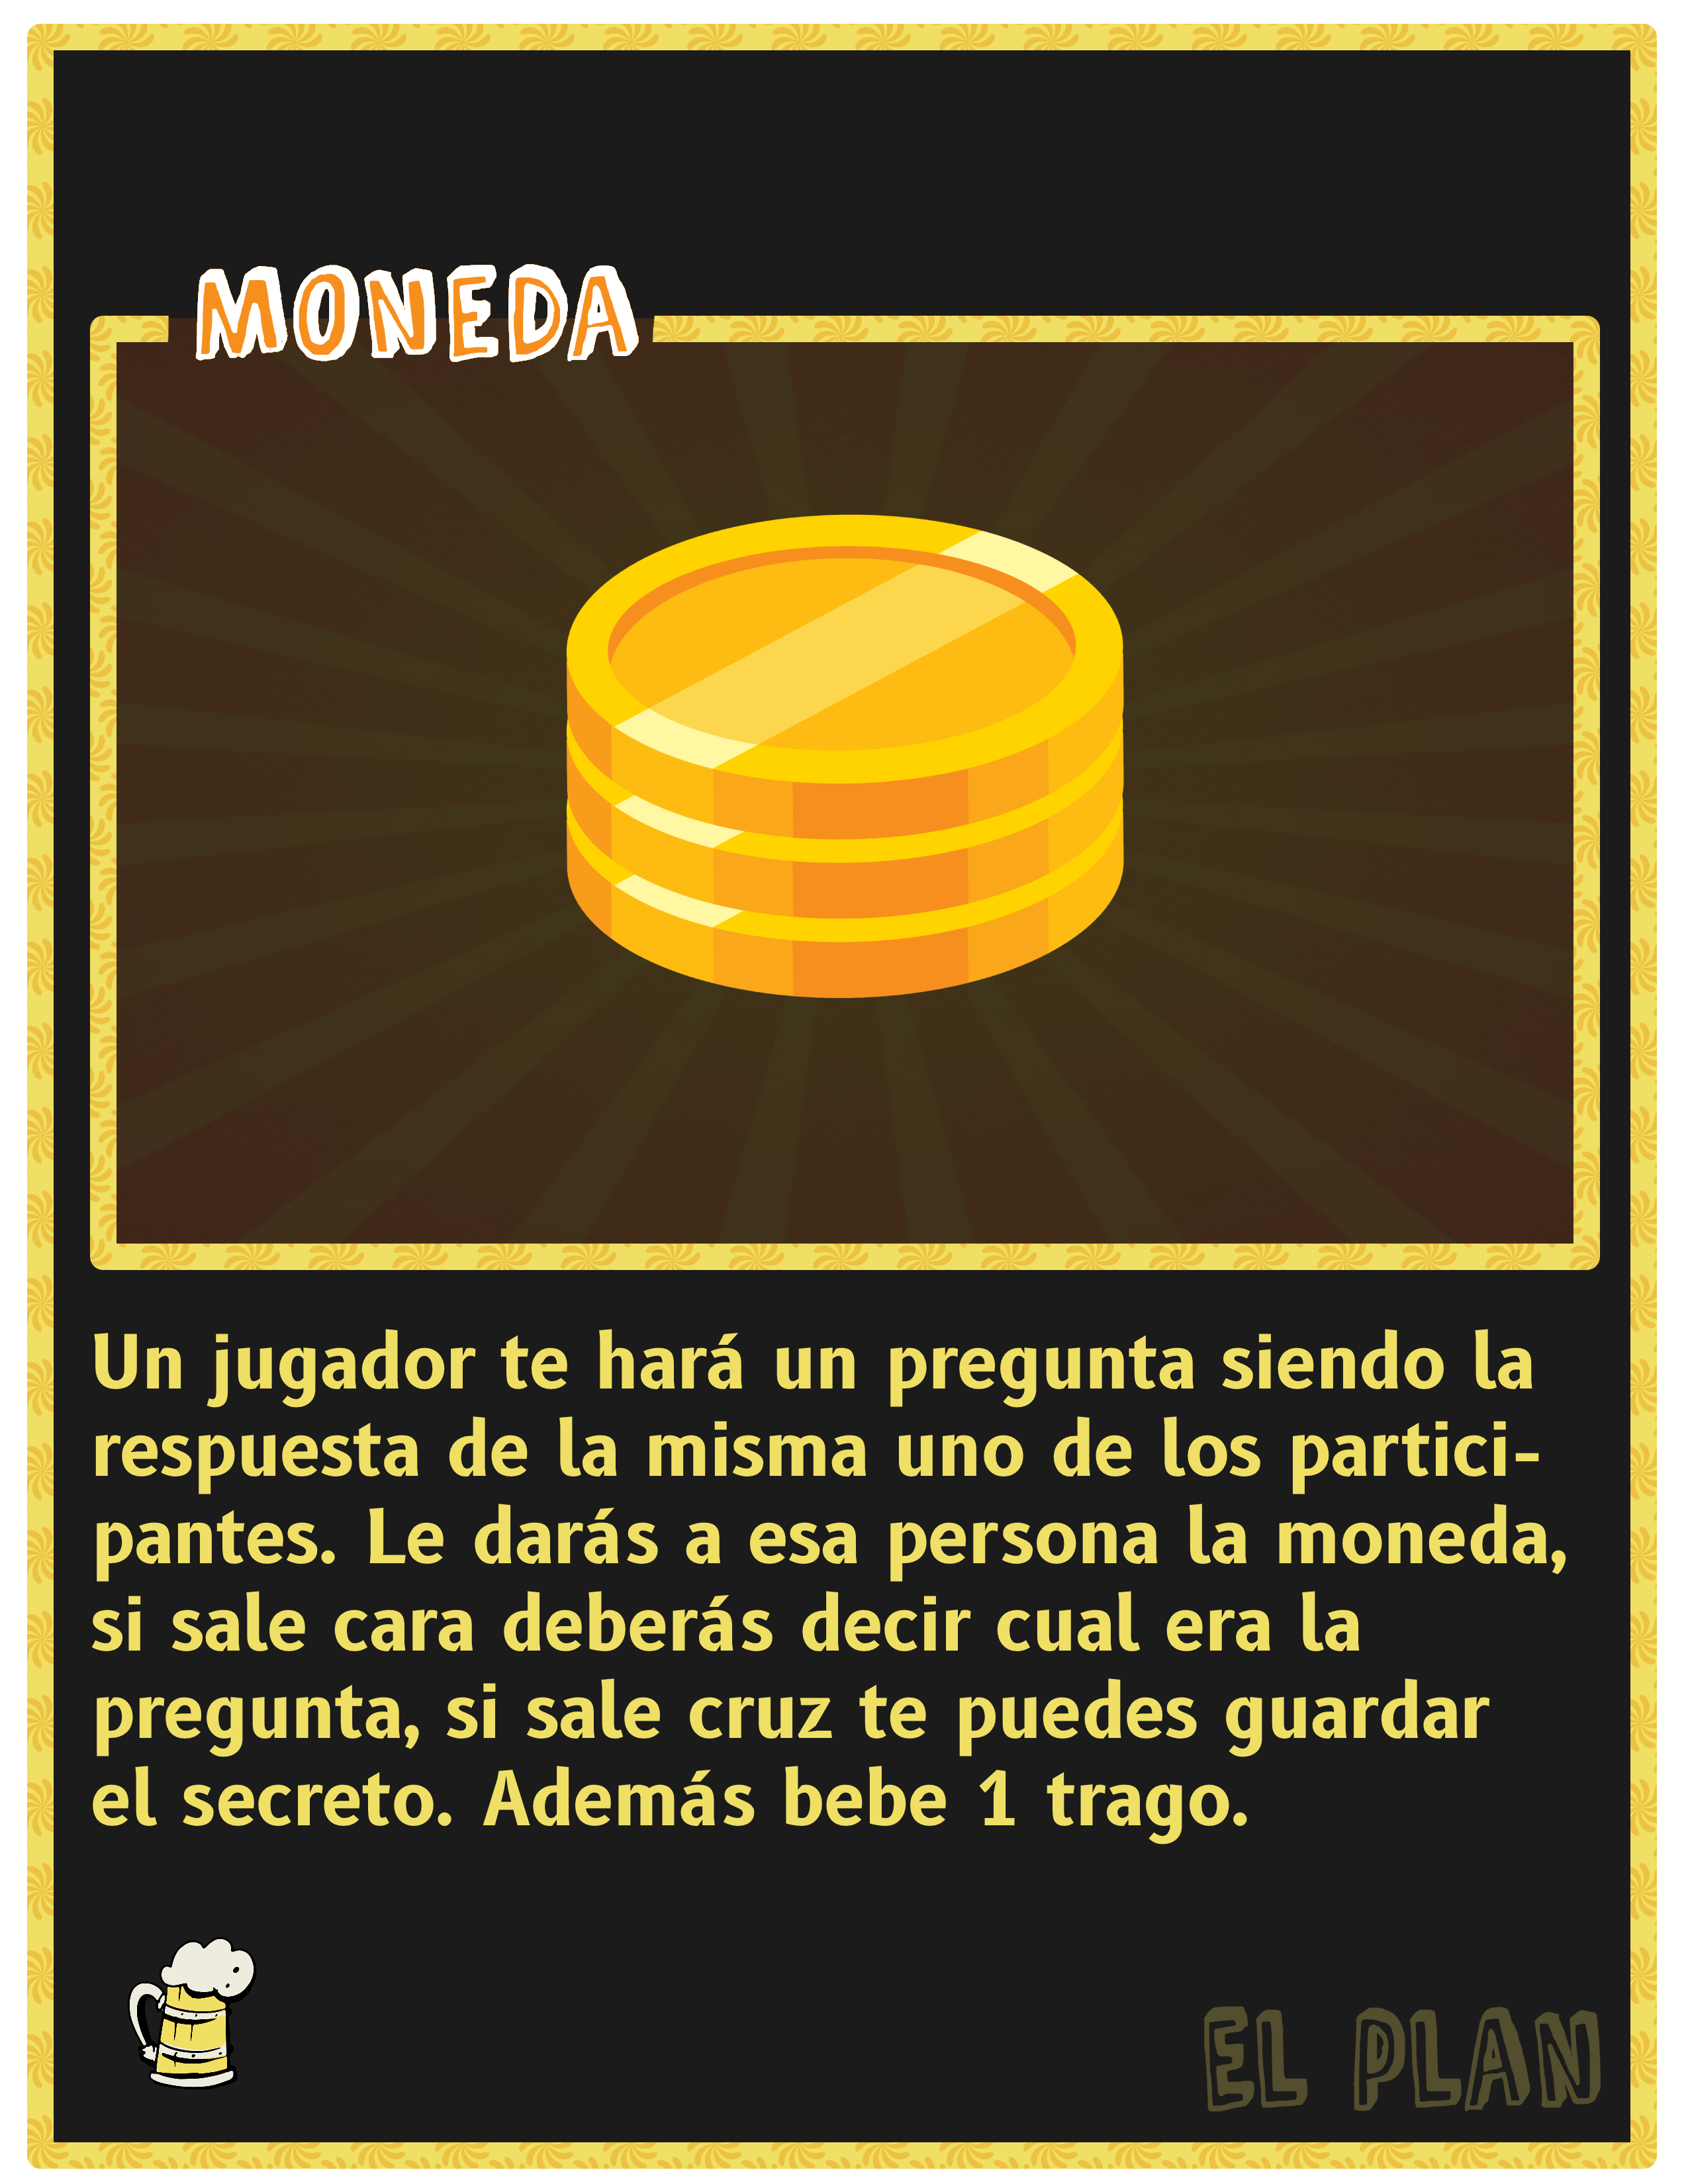 MONEDA
Un jugador te hará un pregunta siendo la
respuesta de la misma uno de los partici-
pantes. Le darás a esa persona la moneda,
si sale cara deberás decir cual era la
pregunta, si sale cruz te puedes guardar
el secreto. Además bebe 1 trago.
EL PLAN